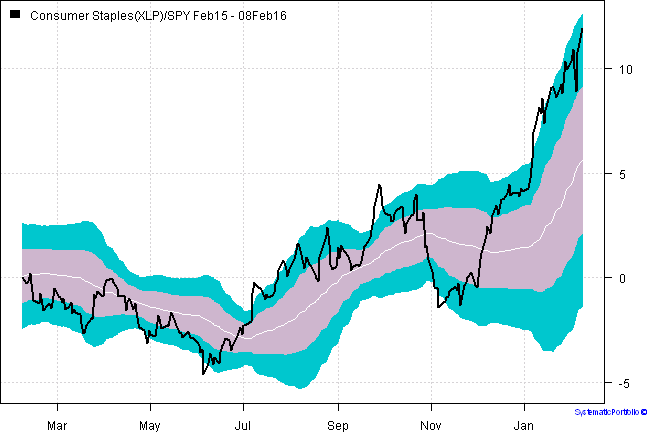 Consumer Staples(XLP)/SPY Feb15 - 08Feb16
10
5
0
-5
Mar May Jul Sep Nov Jan
SystematicPortfolio ©